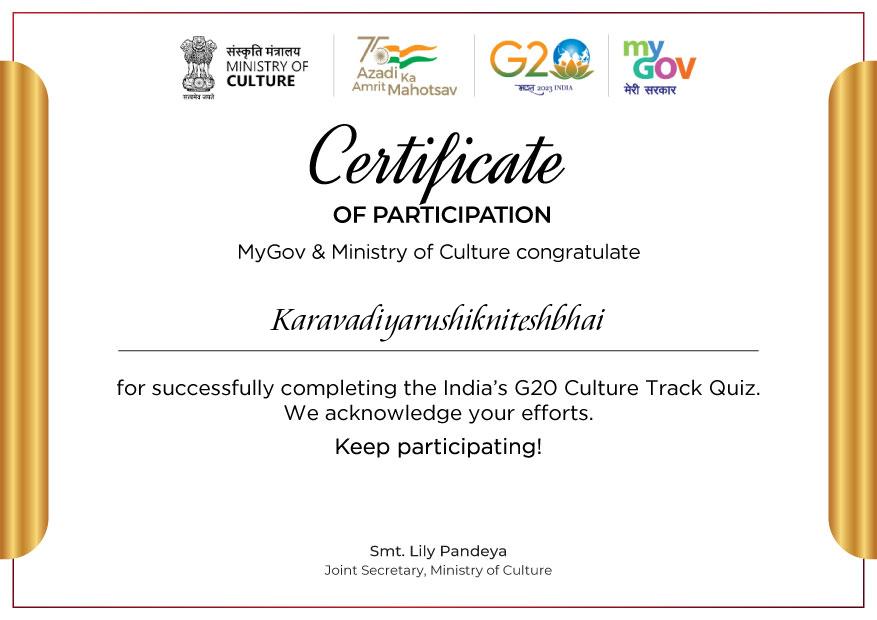 संस्कृति मंत्रालय
MINISTRY OF
CULTURE
सत्यमेव जयते
75
Azadi Ka
Amrit Mahotsav
G20
भारत 2023 INDIA
my
GOV
मेरी सरकार
Certificate
OF PARTICIPATION
MyGov & Ministry of Culture congratulate
Karavadiyarushikniteshbhai
for successfully completing the India's G20 Culture Track Quiz.
We acknowledge your efforts.
Keep participating!
Smt. Lily Pandeya
Joint Secretary, Ministry of Culture